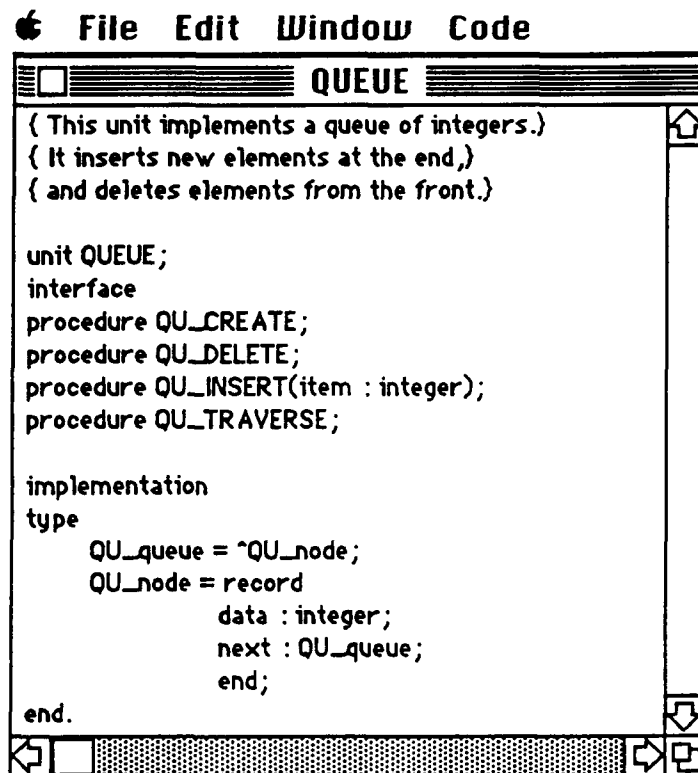 File Edit Window Code
QUEUE
{ This unit implements a queue of integers.}
{ It inserts new elements at the end,}
{ and deletes elements from the front.}
unit QUEUE;
interface
procedure QU_CREATE;
procedure QU_DELETE;
procedure QU_INSERT(item : integer);
procedure QU_TRAVERSE;
implementation
type
QU_queue = ^QU_node;
QU_node = record
data : integer;
next : QU_queue;
end;
end.